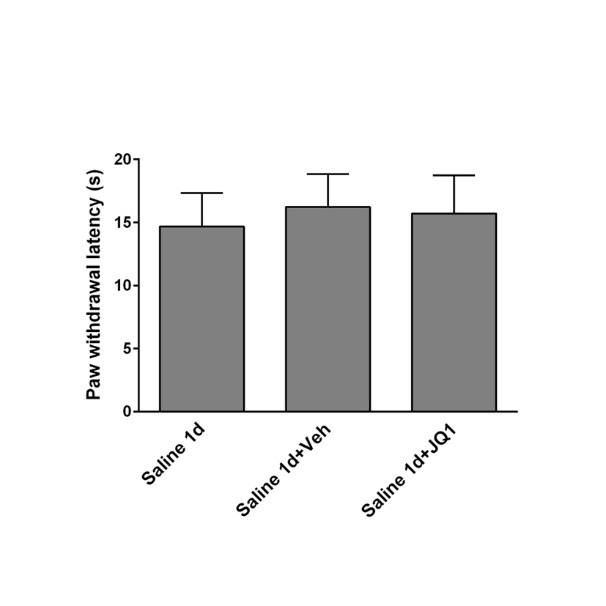 Paw withdrawal latency (s)
20
15
10
5
0
Saline 1d
Saline 1d+Veh
Saline 1d+JQ1